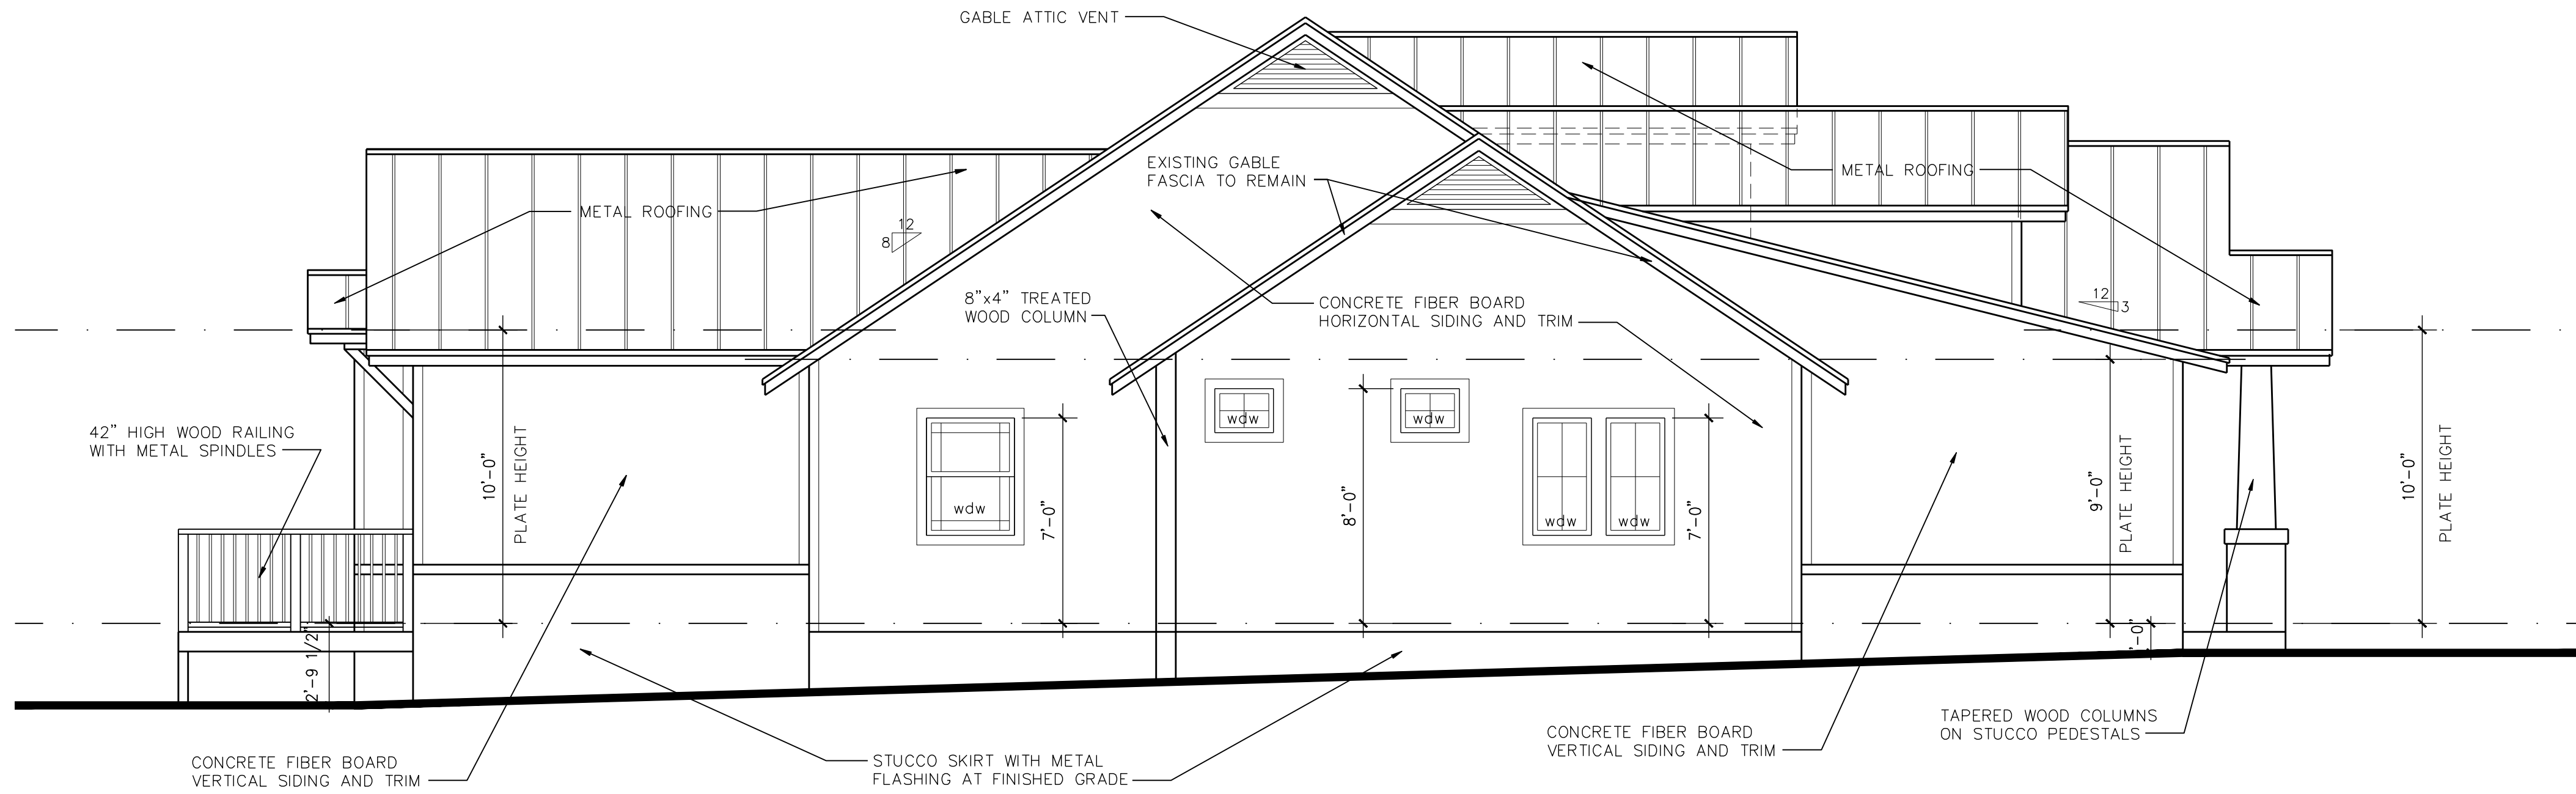 GABLE ATTIC VENT
EXISTING GABLE
FASCIA TO REMAIN
METAL ROOFING
METAL ROOFING
12
8
12
3
8”x4” TREATED
WOOD COLUMN
CONCRETE FIBER BOARD
HORIZONTAL SIDING AND TRIM
42” HIGH WOOD RAILING
WITH METAL SPINDLES
10’-0”
PLATE HEIGHT
wdw
7’-0”
wdw
8’-0”
wdw
wdw
wdw
7’-0”
9’-0”
PLATE HEIGHT
10’-0”
PLATE HEIGHT
2’-9 1/2”
’-0”
CONCRETE FIBER BOARD
VERTICAL SIDING AND TRIM
STUCCO SKIRT WITH METAL
FLASHING AT FINISHED GRADE
CONCRETE FIBER BOARD
VERTICAL SIDING AND TRIM
TAPERED WOOD COLUMNS
ON STUCCO PEDESTALS